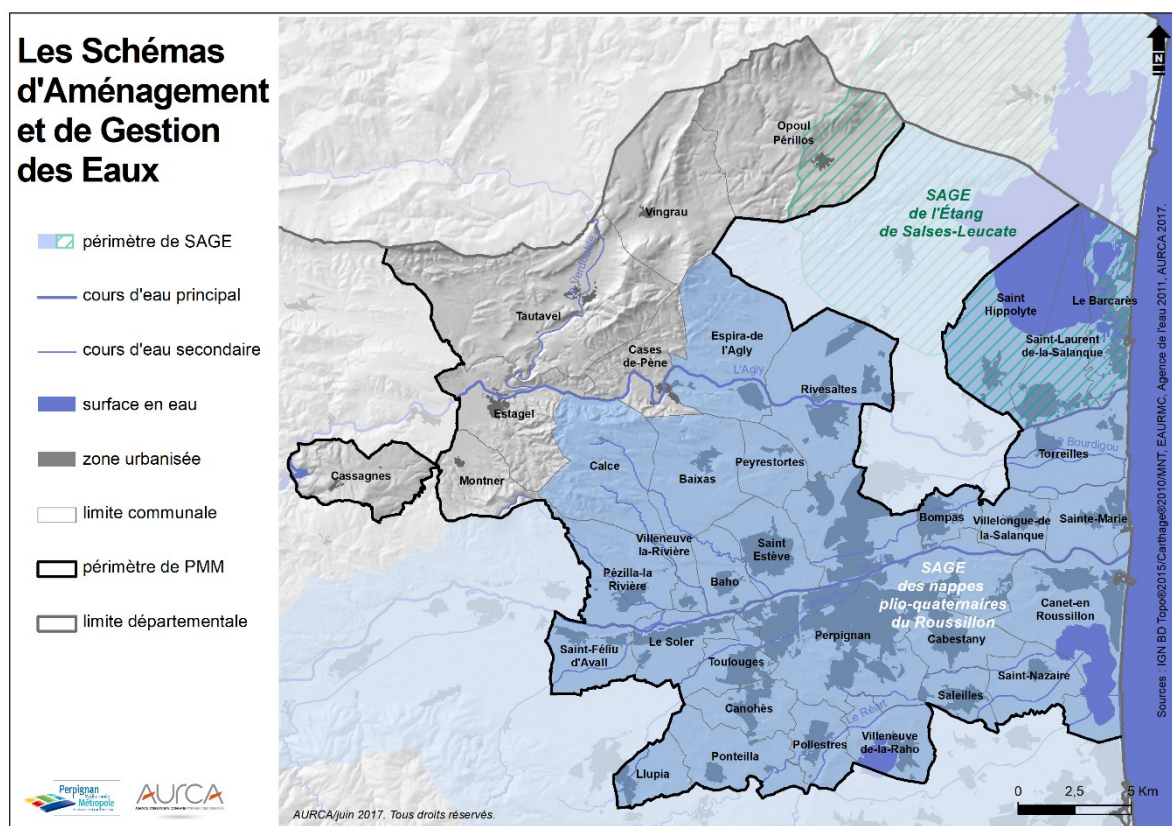 Les Schémas
d'Aménagement
et de Gestion
des Eaux
périmètre de SAGE
cours d'eau principal
cours d'eau secondaire
surface en eau
zone urbanisée
limite communale
périmètre de PMM
limite départementale
Perpignan
Méditerranée
Métropole
AURCA
N
Opoul
Périllos
Vingrau
SAGE
de l'Étang
de Salses-Leucate
Le Verdouble
Tautavel
Saint
Hippolyte
Le Barcarès
Saint-Laurent
de-la-Salanque
Espira-de
l'Agly
Cases
de-Pène
L'Agly
Rivesaltes
Estagel
Le Bourdigou
Torreilles
Cassagnes
Montner
Calce
Baixas
Peyrestortes
Bompas
Villelongue-de
la-Salanque
Sainte-Marie
Villeneuve
la-Rivière
Saint
Estève
Pézilla-la
Rivière
Baho
SAGE
des nappes
plio-quaternaires
du Roussillon
Canet-en
Roussillon
Perpignan
Cabestany
Saint-Féliu
d'Avall
Le Soler
Toulouges
Saint-Nazaire
Saleilles
Canohès
Le Réart
Villeneuve
de-la-Raho
Pollestres
Ponteilla
Llupia
0 2,5 5 Km
AURCA/juin 2017. Tous droits réservés.
Sources : IGN BD Topo®2015/Carthage®2010/MNT, EAURMC, Agence de l'eau 2011, AURCA 2017.